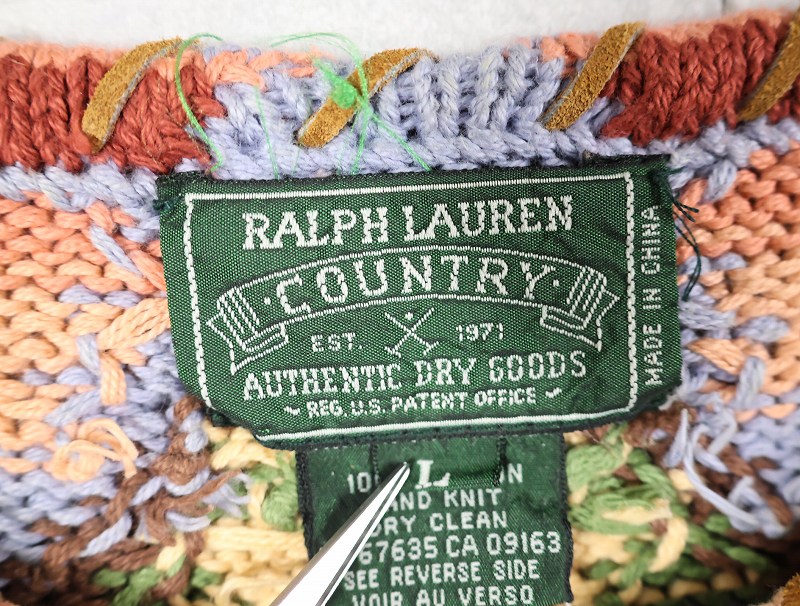 RALPH LAUREN
COUNTRY
EST. 1971
AUTHENTIC DRY GOODS
REG. U.S. PATENT OFFICE
MADE IN CHINA
L
KNIT
CLEAN
67635 CA 09163
SEE REVERSE SIDE
VOIR AU VERSO